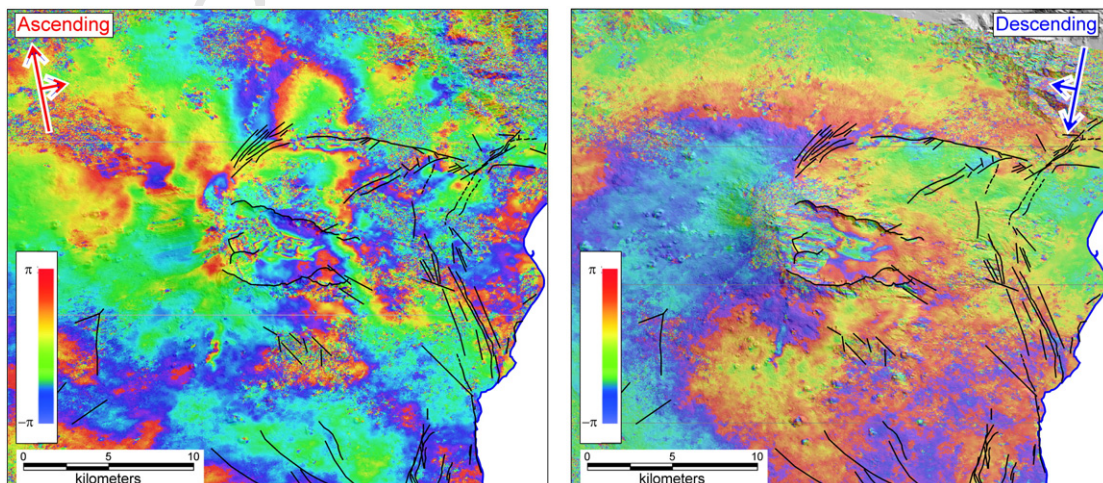 Ascending
π
−π
0 5 10
kilometers
Descending
π
−π
0 5 10
kilometers